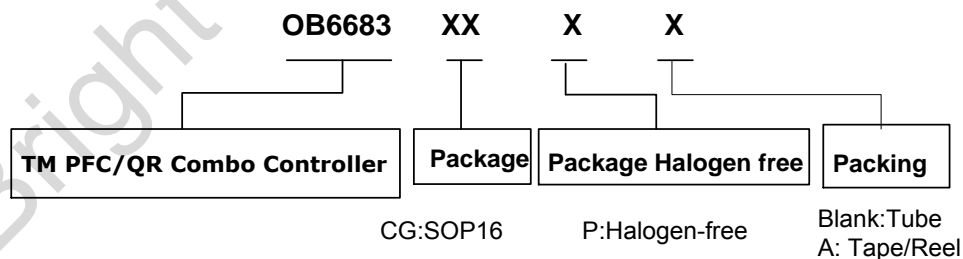 OB6683 XX X X
TM PFC/QR Combo Controller
Package
Package Halogen free
Packing
CG:SOP16
P:Halogen-free
Blank:Tube
A: Tape/Reel
Bright